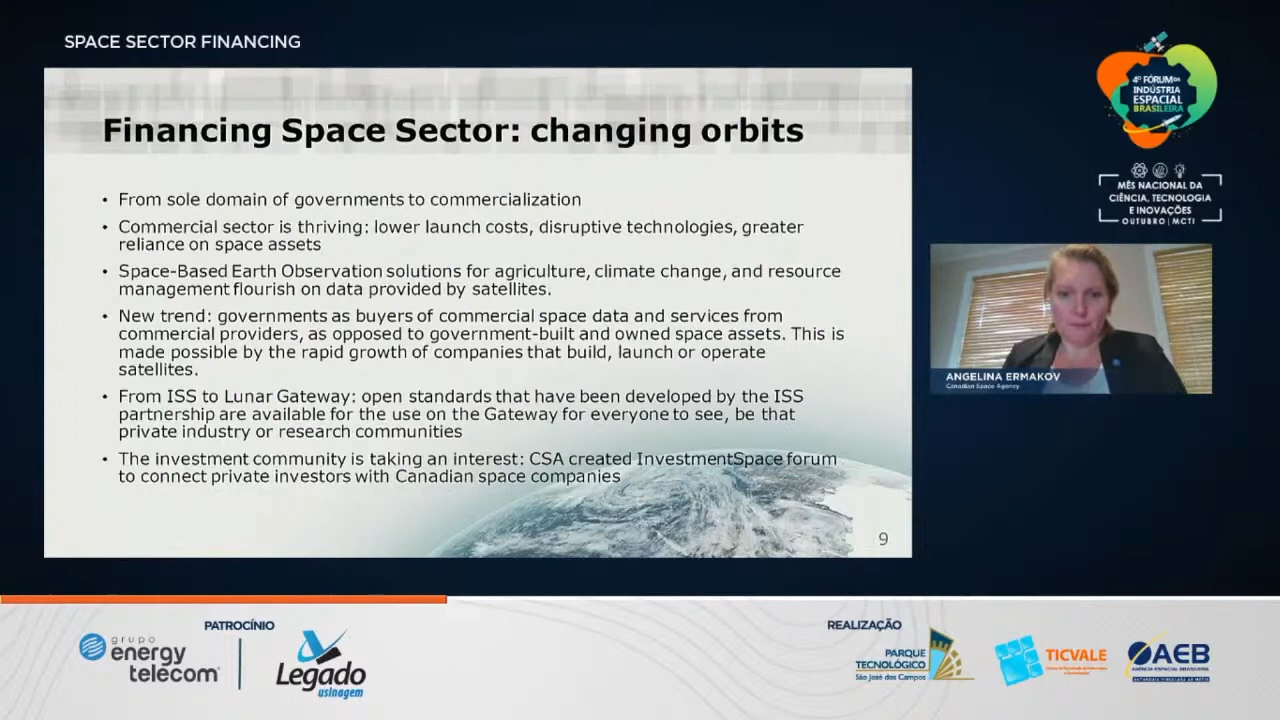 SPACE SECTOR FINANCING
Financing Space Sector: changing orbits
• From sole domain of governments to commercialization
• Commercial sector is thriving: lower launch costs, disruptive technologies, greater
reliance on space assets
• Space-Based Earth Observation solutions for agriculture, climate change, and resource
management flourish on data provided by satellites.
• New trend: governments as buyers of commercial space data and services from
commercial providers, as opposed to government-built and owned space assets. This is
made possible by the rapid growth of companies that build, launch or operate
satellites.
• From ISS to Lunar Gateway: open standards that have been developed by the ISS
partnership are available for the use on the Gateway for everyone to see, be that
private industry or research communities
• The investment community is taking an interest: CSA created InvestmentSpace forum
to connect private investors with Canadian space companies
9
4º FÓRUM DA
INDÚSTRIA
ESPACIAL
BRASILEIRA
MÊS NACIONAL DA
CIÊNCIA, TECNOLOGIA
E INOVAÇÕES
OUTUBRO | MCTI
ANGELINA ERMAKOV
Canadian Space Agency
PATROCÍNIO
grupo
energy
telecom
Legado
usinagem
REALIZAÇÃO
PARQUE
TECNOLÓGICO
São José dos Campos
TICVALE
AEB
AGÊNCIA ESPACIAL BRASILEIRA